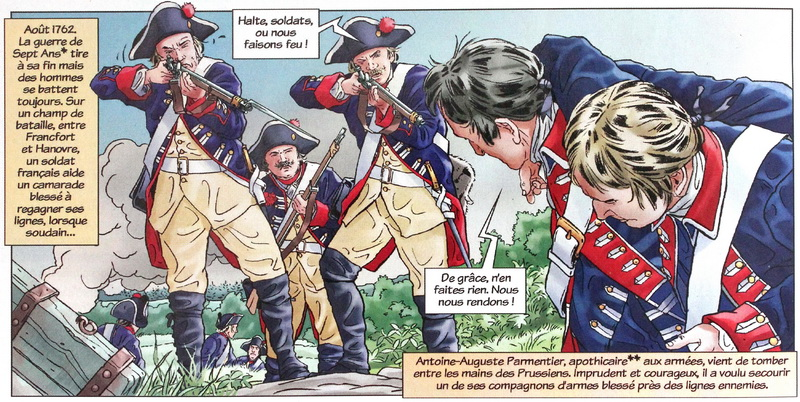 Août 1762.
La guerre de
Sept Ans* tire
à sa fin mais
des hommes
se battent
toujours. Sur
un champ de
bataille, entre
Francfort
et Hanovre,
un soldat
français aide
un camarade
blessé à
regagner ses
lignes, lorsque
soudain...
Halte, soldats,
ou nous
faisons feu !
De grâce, n'en
faites rien. Nous
nous rendons !
Antoine-Auguste Parmentier, apothicaire** aux armées, vient de tomber
entre les mains des Prussiens. Imprudent et courageux, il a voulu secourir
un de ses compagnons d'armes blessé près des lignes ennemies.